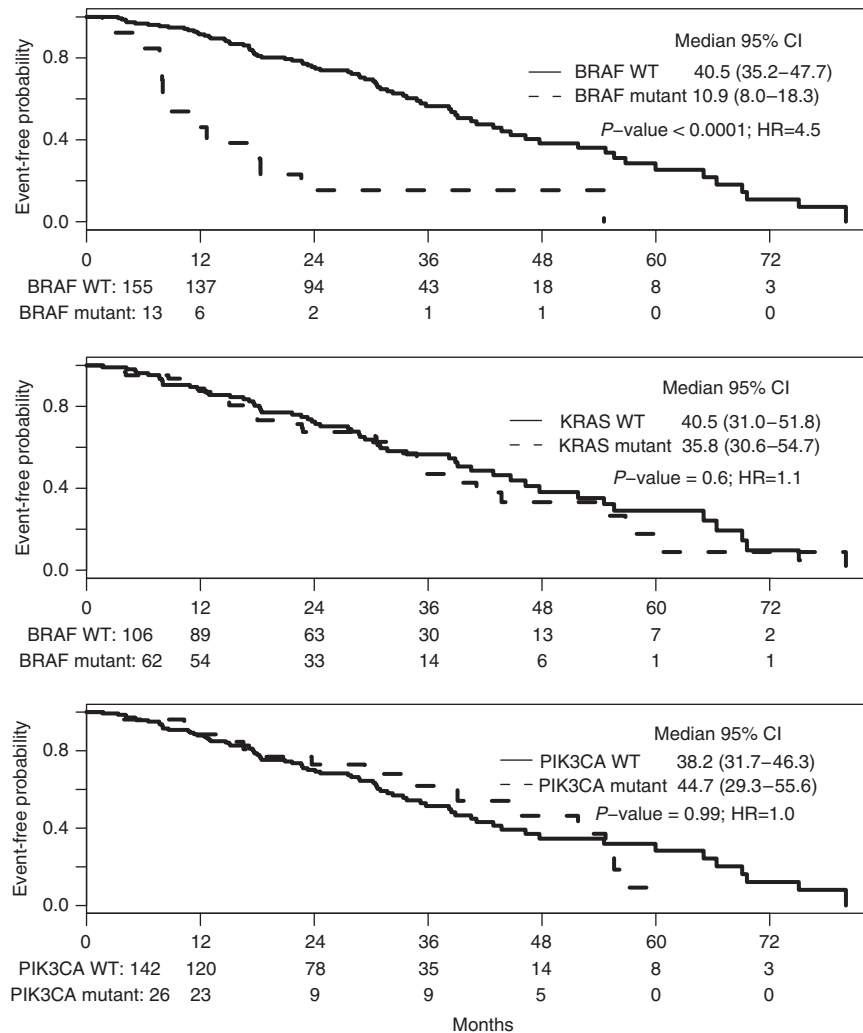 Event-free probability
0.8
0.4
0.0
Median 95% CI
BRAF WT 40.5 (35.2–47.7)
BRAF mutant 10.9 (8.0–18.3)
P–value < 0.0001; HR=4.5
0 12 24 36 48 60 72
BRAF WT: 155 137 94 43 18 8 3
BRAF mutant: 13 6 2 1 1 0 0
Event-free probability
0.8
0.4
0.0
Median 95% CI
KRAS WT 40.5 (31.0–51.8)
KRAS mutant 35.8 (30.6–54.7)
P–value = 0.6; HR=1.1
0 12 24 36 48 60 72
BRAF WT: 106 89 63 30 13 7 2
BRAF mutant: 62 54 33 14 6 1 1
Event-free probability
0.8
0.4
0.0
Median 95% CI
PIK3CA WT 38.2 (31.7–46.3)
PIK3CA mutant 44.7 (29.3–55.6)
P–value = 0.99; HR=1.0
0 12 24 36 48 60 72
PIK3CA WT: 142 120 78 35 14 8 3
PIK3CA mutant: 26 23 9 9 5 0 0
Months